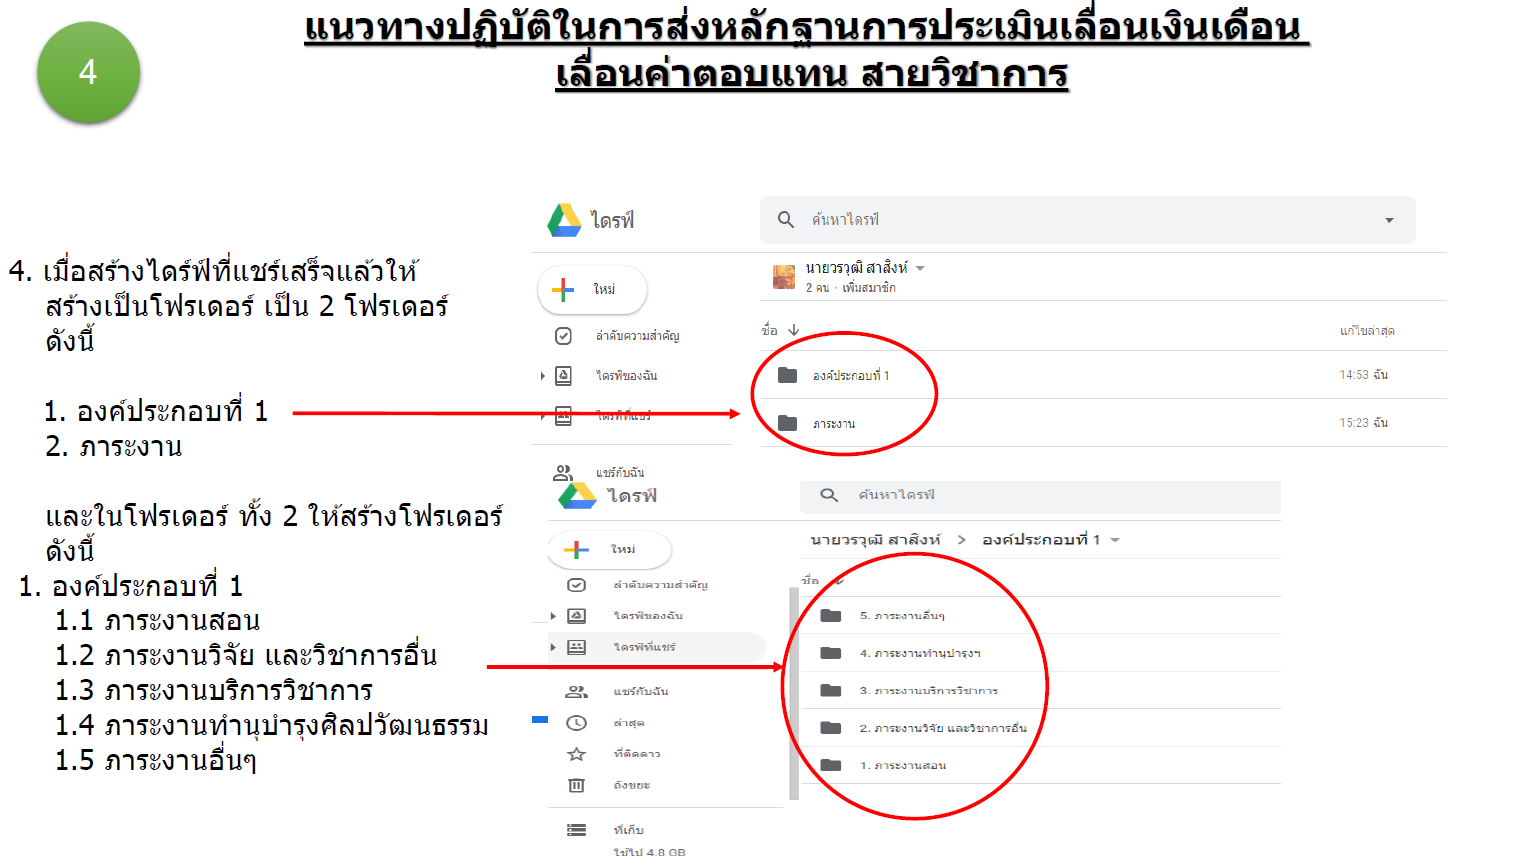 4
แนวทางปฏิบัติในการส่งหลักฐานการประเมินเลื่อนเงินเดือน
เลื่อนค่าตอบแทน สายวิชาการ
4. เมื่อสร้างไดร์ฟที่แชร์เสร็จแล้วให้
สร้างเป็นโฟรเดอร์ เป็น 2 โฟรเดอร์
ดังนี้
1. องค์ประกอบที่ 1
2. ภาระงาน
และในโฟรเดอร์ ทั้ง 2 ให้สร้างโฟรเดอร์
ดังนี้
1. องค์ประกอบที่ 1
1.1 ภาระงานสอน
1.2 ภาระงานวิจัย และวิชาการอื่น
1.3 ภาระงานบริการวิชาการ
1.4 ภาระงานทำนุบำรุงศิลปวัฒนธรรม
1.5 ภาระงานอื่นๆ
ไดรฟ์
ค้นหาไดรฟ์
ใหม่
ลำดับความสำคัญ
ไดรฟ์ของฉัน
ไดรฟ์ที่แชร์
แชร์กับฉัน
นายวรวุฒิ สาสิงห์
2 คน · เพิ่มสมาชิก
ชื่อ
แก้ไขล่าสุด
องค์ประกอบที่ 1
14:53 ฉัน
ภาระงาน
15:23 ฉัน
ไดรฟ์
ค้นหาไดรฟ์
ใหม่
ลำดับความสำคัญ
ไดรฟ์ของฉัน
ไดรฟ์ที่แชร์
แชร์กับฉัน
ล่าสุด
ที่ติดดาว
ถังขยะ
ที่เก็บ
ใช้ไป 4.8 GB
นายวรวุฒิ สาสิงห์ > องค์ประกอบที่ 1
ชื่อ
5. ภาระงานอื่นๆ
4. ภาระงานทำนุบำรุงฯ
3. ภาระงานบริการวิชาการ
2. ภาระงานวิจัย และวิชาการอื่น
1. ภาระงานสอน